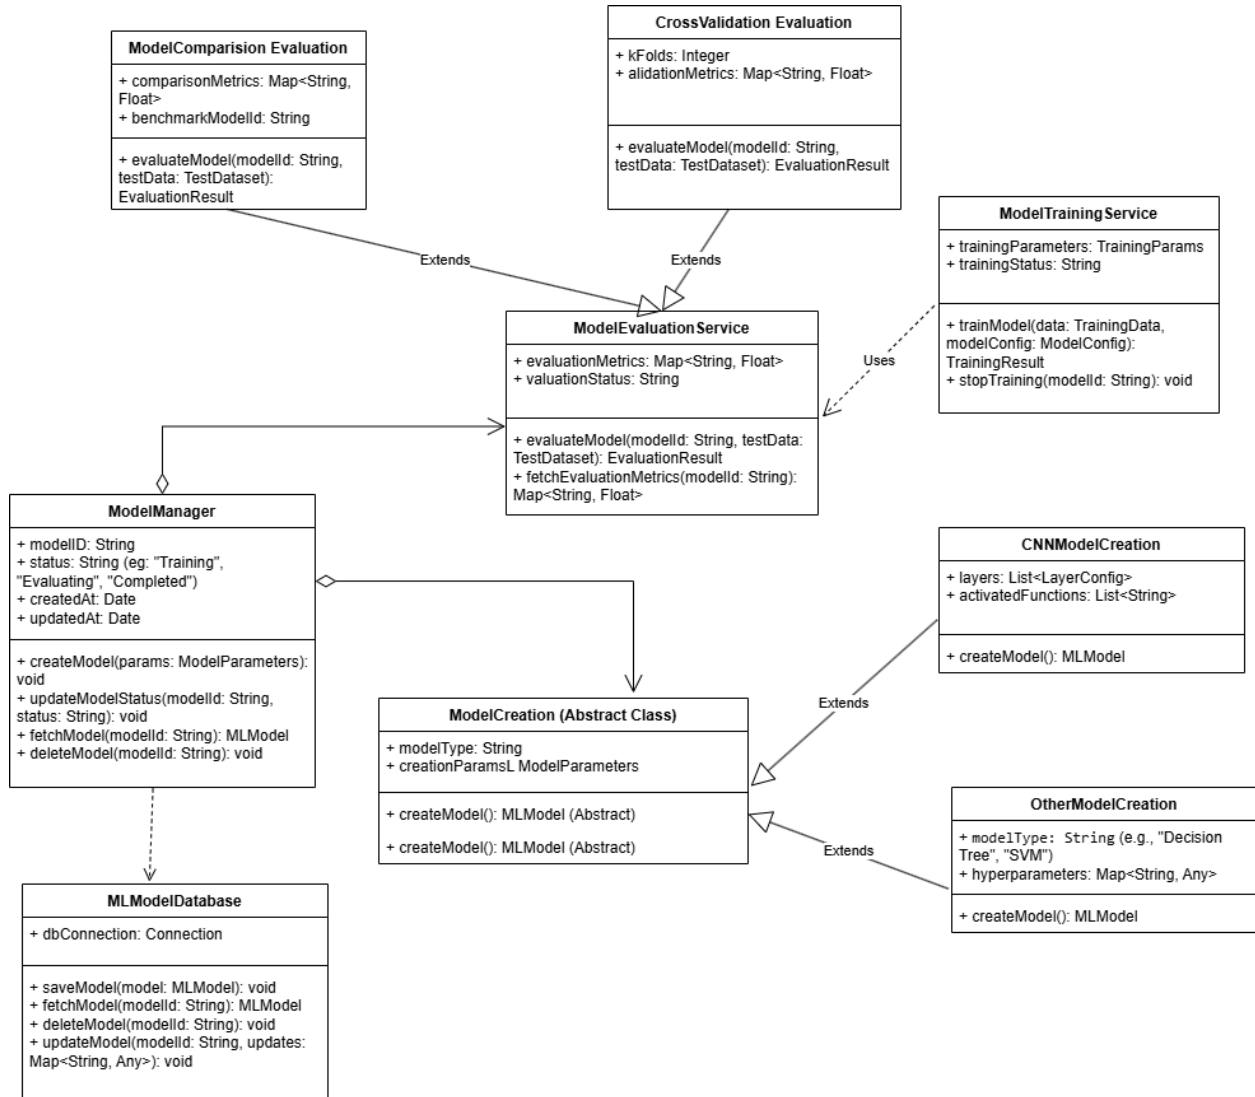 ModelComparision Evaluation
+ comparisonMetrics: Map<String,
Float>
+ benchmarkModelId: String
+ evaluateModel(modelId: String,
testData: TestDataset):
EvaluationResult
CrossValidation Evaluation
+ kFolds: Integer
+ alidationMetrics: Map<String, Float>
+ evaluateModel(modelId: String,
testData: TestDataset): EvaluationResult
ModelTrainingService
+ trainingParameters: TrainingParams
+ trainingStatus: String
+ trainModel(data: TrainingData,
modelConfig: ModelConfig):
TrainingResult
+ stopTraining(modelId: String): void
Extends
Extends
Uses
ModelEvaluationService
+ evaluationMetrics: Map<String, Float>
+ valuationStatus: String
+ evaluateModel(modelId: String, testData:
TestDataset): EvaluationResult
+ fetchEvaluationMetrics(modelId: String):
Map<String, Float>
ModelManager
+ modelID: String
+ status: String (eg: "Training",
"Evaluating", "Completed")
+ createdAt: Date
+ updatedAt: Date
+ createModel(params: ModelParameters):
void
+ updateModelStatus(modelId: String,
status: String): void
+ fetchModel(modelId: String): MLModel
+ deleteModel(modelId: String): void
CNNModelCreation
+ layers: List<LayerConfig>
+ activatedFunctions: List<String>
+ createModel(): MLModel
Extends
ModelCreation (Abstract Class)
+ modelType: String
+ creationParamsL ModelParameters
+ createModel(): MLModel (Abstract)
+ createModel(): MLModel (Abstract)
Extends
OtherModelCreation
+ modelType: String (e.g., "Decision
Tree", "SVM")
+ hyperparameters: Map<String, Any>
+ createModel(): MLModel
MLModelDatabase
+ dbConnection: Connection
+ saveModel(model: MLModel): void
+ fetchModel(modelId: String): MLModel
+ deleteModel(modelId: String): void
+ updateModel(modelId: String, updates:
Map<String, Any>): void